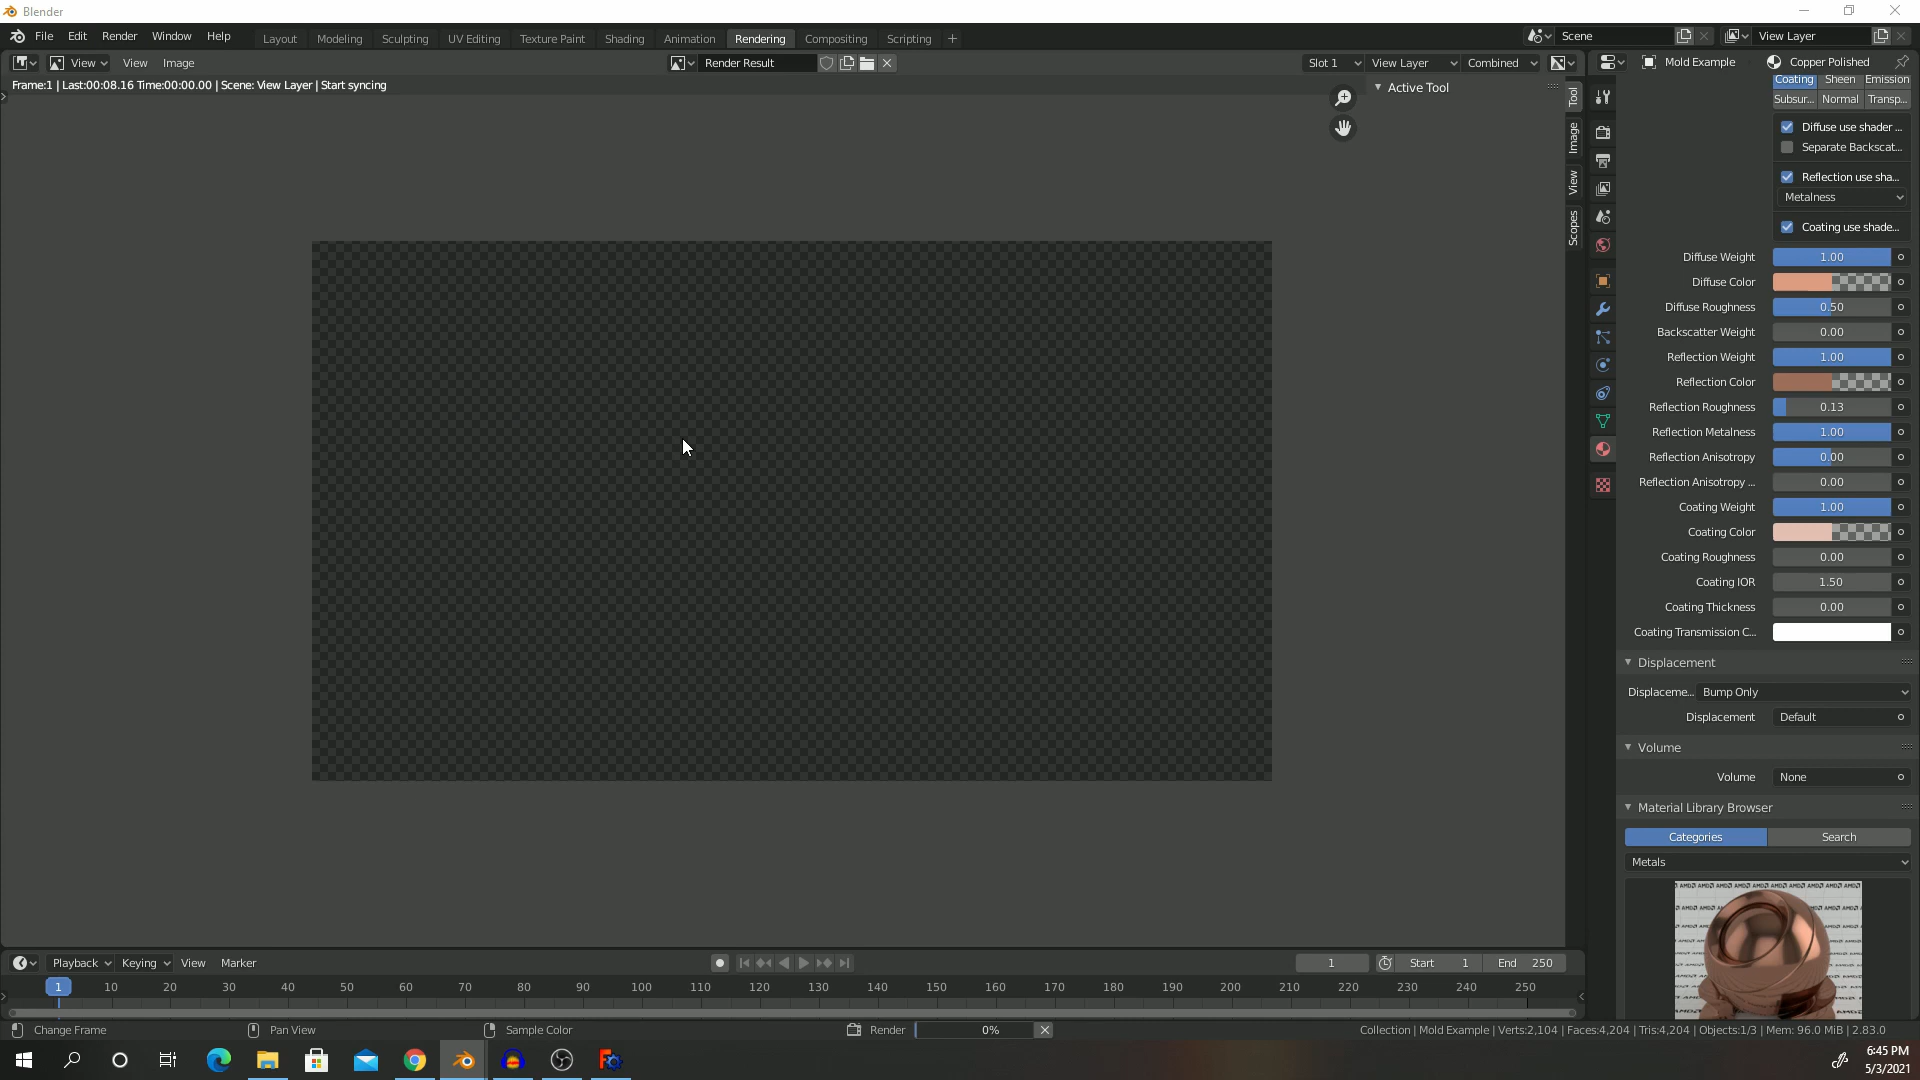 Blender
File Edit Render Window Help
Layout Modeling Sculpting UV Editing Texture Paint Shading Animation Rendering Compositing Scripting
Scene
View Layer
View View Image
Render Result
Slot 1 View Layer Combined
Mold Example Copper Polished
Frame:1 | Last:00:08.16 Time:00:00.00 | Scene: View Layer | Start syncing
Active Tool
Tool
Image
View
Scopes
Coating Sheen Emission
Subsur... Normal Transp...
Diffuse use shader ...
Separate Backscat...
Reflection use sha...
Metalness
Coating use shade...
Diffuse Weight 1.00
Diffuse Color
Diffuse Roughness 0.50
Backscatter Weight 0.00
Reflection Weight 1.00
Reflection Color
Reflection Roughness 0.13
Reflection Metalness 1.00
Reflection Anisotropy 0.00
Reflection Anisotropy ... 0.00
Coating Weight 1.00
Coating Color
Coating Roughness 0.00
Coating IOR 1.50
Coating Thickness 0.00
Coating Transmission C...
Displacement
Displaceme... Bump Only
Displacement Default
Volume
Volume None
Material Library Browser
Categories Search
Metals
Playback Keying View Marker
1 Start 1 End 250
1 10 20 30 40 50 60 70 80 90 100 110 120 130 140 150 160 170 180 190 200 210 220 230 240 250
Change Frame Pan View Sample Color Render 0%
Collection | Mold Example | Verts:2,104 | Faces:4,204 | Tris:4,204 | Objects:1/3 | Mem: 96.0 MiB | 2.83.0
6:45 PM
5/3/2021